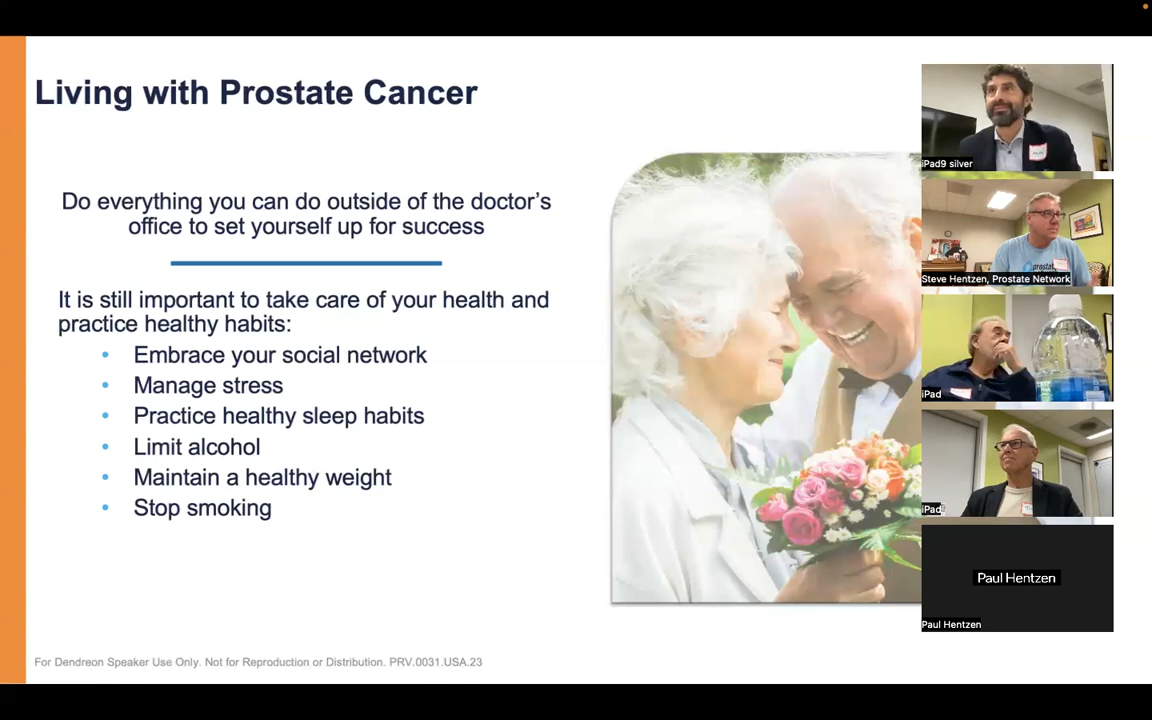 Living with Prostate Cancer
Do everything you can do outside of the doctor's
office to set yourself up for success
It is still important to take care of your health and
practice healthy habits:
• Embrace your social network
• Manage stress
• Practice healthy sleep habits
• Limit alcohol
• Maintain a healthy weight
• Stop smoking
For Dendreon Speaker Use Only. Not for Reproduction or Distribution. PRV.0031.USA.23
iPad9 silver
prostate
Steve Hentzen, Prostate Network
iPad
iPad
Paul Hentzen
Paul Hentzen